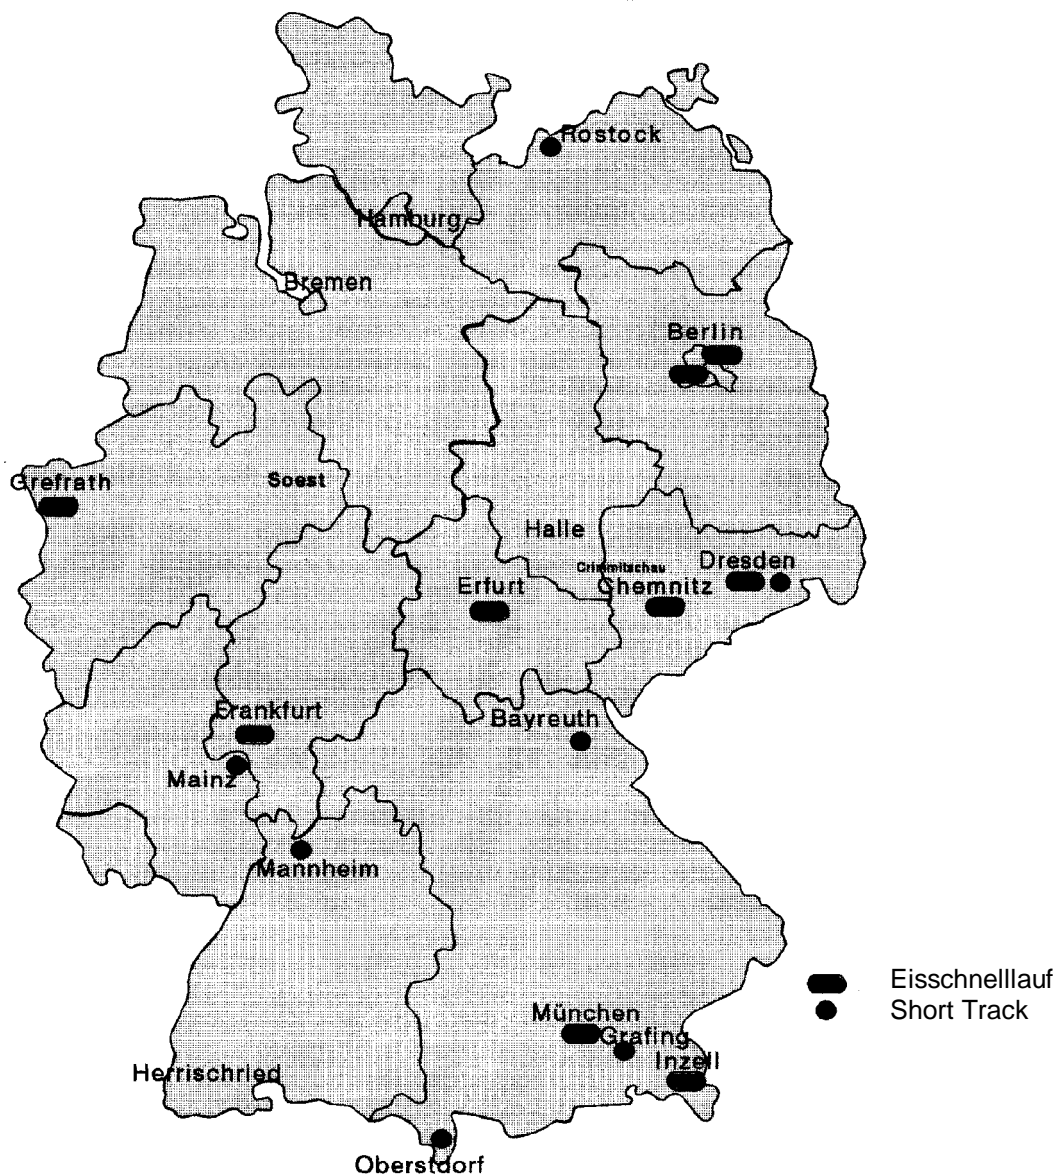 Rostock
Hamburg
Bremen
Berlin
Grefrath
Soest
Halle
Dresden
Crimmitschau
Erfurt
Chemnitz
Frankfurt
Bayreuth
Mainz
Mannheim
Eisschnelllauf
Short Track
München
Grafing
Inzell
Herrischried
Oberstdorf